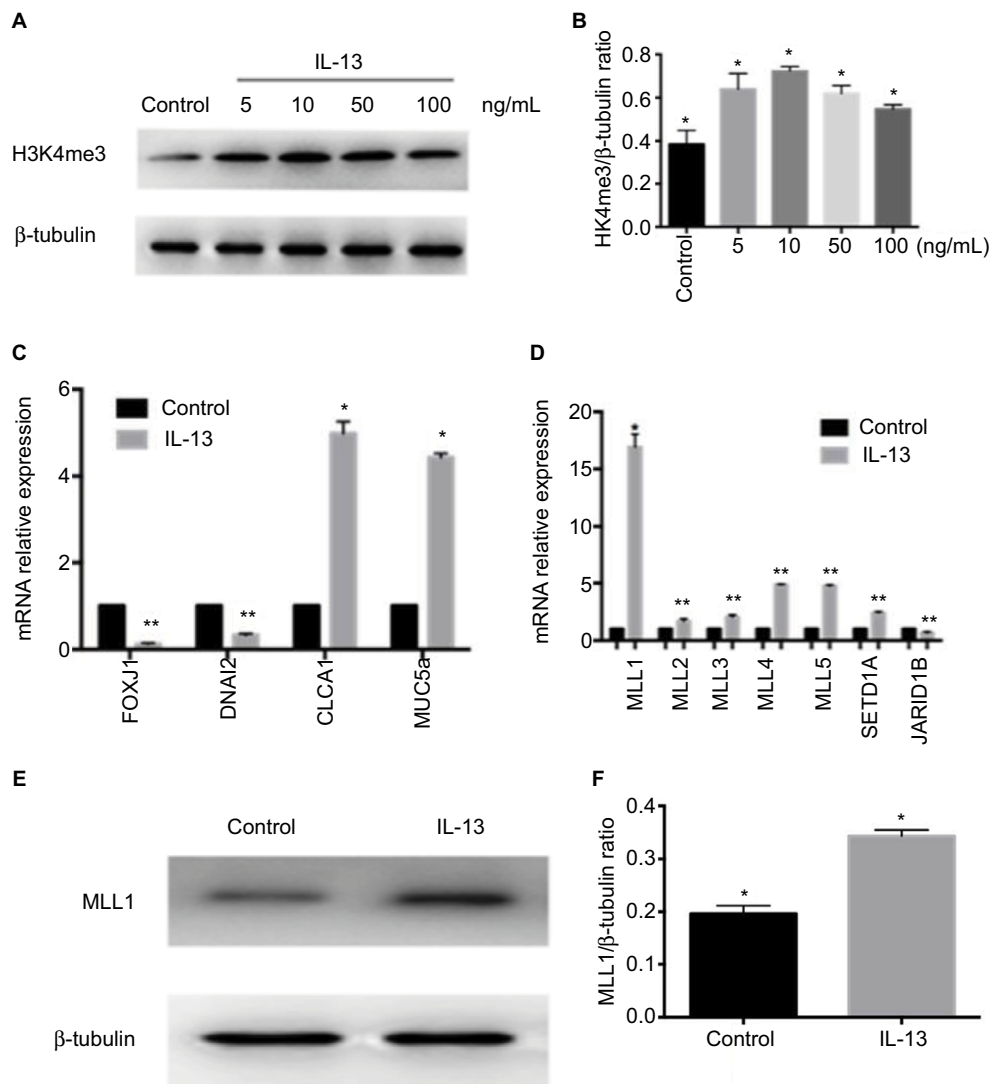 A
IL-13
Control 5 10 50 100 ng/mL
H3K4me3
β-tubulin
B
HK4me3/β-tubulin ratio
0.8
0.6
0.4
0.2
0.0
* * * * *
Control 5 10 50 100 (ng/mL)
C
mRNA relative expression
6
4
2
0
Control
IL-13
** ** * *
FOXJ1 DNAI2 CLCA1 MUC5a
D
mRNA relative expression
20
15
10
5
0
Control
IL-13
* ** ** ** ** ** **
MLL1 MLL2 MLL3 MLL4 MLL5 SETD1A JARID1B
E
Control IL-13
MLL1
β-tubulin
F
MLL1/β-tubulin ratio
0.4
0.3
0.2
0.1
0.0
* *
Control IL-13